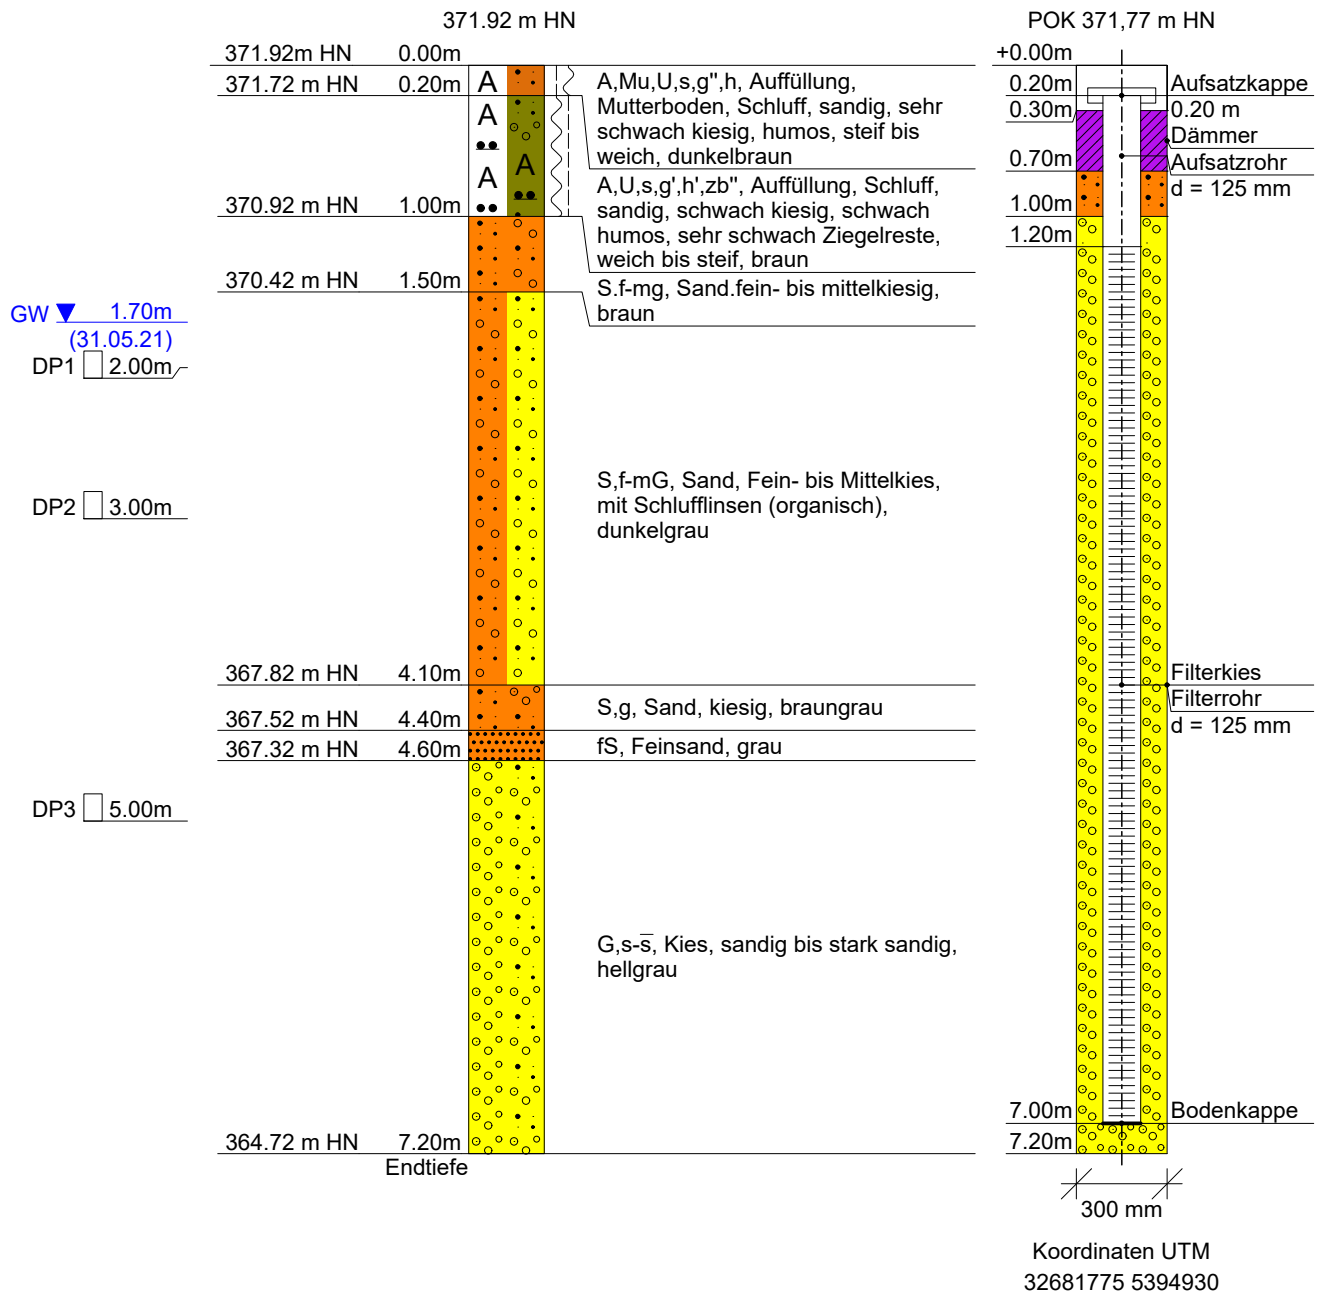 371.92 m HN
POK 371,77 m HN
371.92m HN 0.00m
371.72 m HN 0.20m
370.92 m HN 1.00m
370.42 m HN 1.50m
GW 1.70m
(31.05.21)
DP1 2.00m
DP2 3.00m
367.82 m HN 4.10m
367.52 m HN 4.40m
367.32 m HN 4.60m
DP3 5.00m
364.72 m HN 7.20m
Endtiefe
A
A
A
A
A,Mu,U,s,g'',h, Auffüllung,
Mutterboden, Schluff, sandig, sehr
schwach kiesig, humos, steif bis
weich, dunkelbraun
A,U,s,g',h',zb'', Auffüllung, Schluff,
sandig, schwach kiesig, schwach
humos, sehr schwach Ziegelreste,
weich bis steif, braun
S.f-mg, Sand.fein- bis mittelkiesig,
braun
S,f-mG, Sand, Fein- bis Mittelkies,
mit Schlufflinsen (organisch),
dunkelgrau
S,g, Sand, kiesig, braungrau
fS, Feinsand, grau
G,s-s̅, Kies, sandig bis stark sandig,
hellgrau
+0.00m
0.20m
0.30m
0.70m
1.00m
1.20m
7.00m
7.20m
Aufsatzkappe
0.20 m
Dämmer
Aufsatzrohr
d = 125 mm
Filterkies
Filterrohr
d = 125 mm
Bodenkappe
300 mm
Koordinaten UTM
32681775 5394930